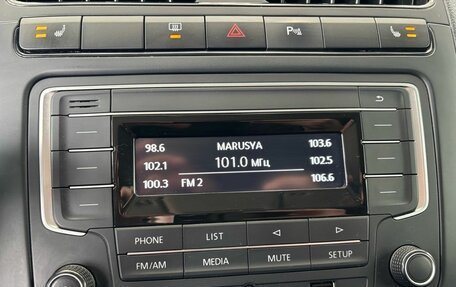 P
98.6 MARUSYA 103.6
102.1 101.0 МГц 102.5
100.3 FM 2 106.6
PHONE LIST
FM/AM MEDIA MUTE SETUP